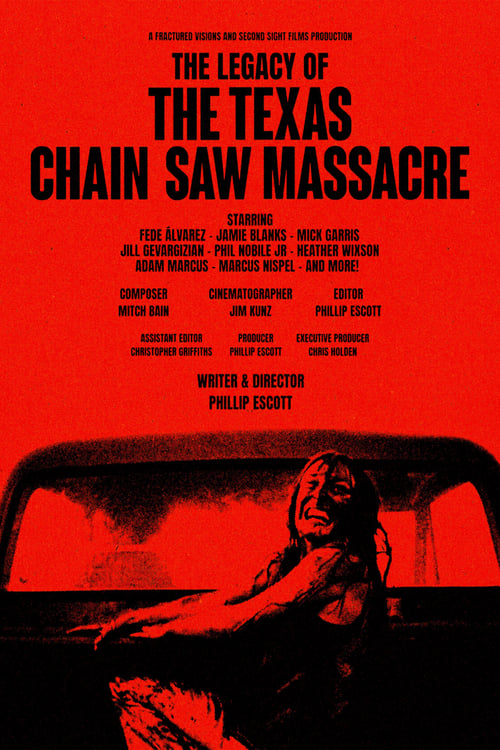 A FRACTURED VISIONS AND SECOND SIGHT FILMS PRODUCTION
THE LEGACY OF
THE TEXAS
CHAIN SAW MASSACRE
STARRING
FEDE ÁLVAREZ - JAMIE BLANKS - MICK GARRIS
JILL GEVARGIZIAN - PHIL NOBILE JR - HEATHER WIXSON
ADAM MARCUS - MARCUS NISPEL - AND MORE!
COMPOSER CINEMATOGRAPHER EDITOR
MITCH BAIN JIM KUNZ PHILLIP ESCOTT
ASSISTANT EDITOR PRODUCER EXECUTIVE PRODUCER
CHRISTOPHER GRIFFITHS PHILLIP ESCOTT CHRIS HOLDEN
WRITER & DIRECTOR
PHILLIP ESCOTT